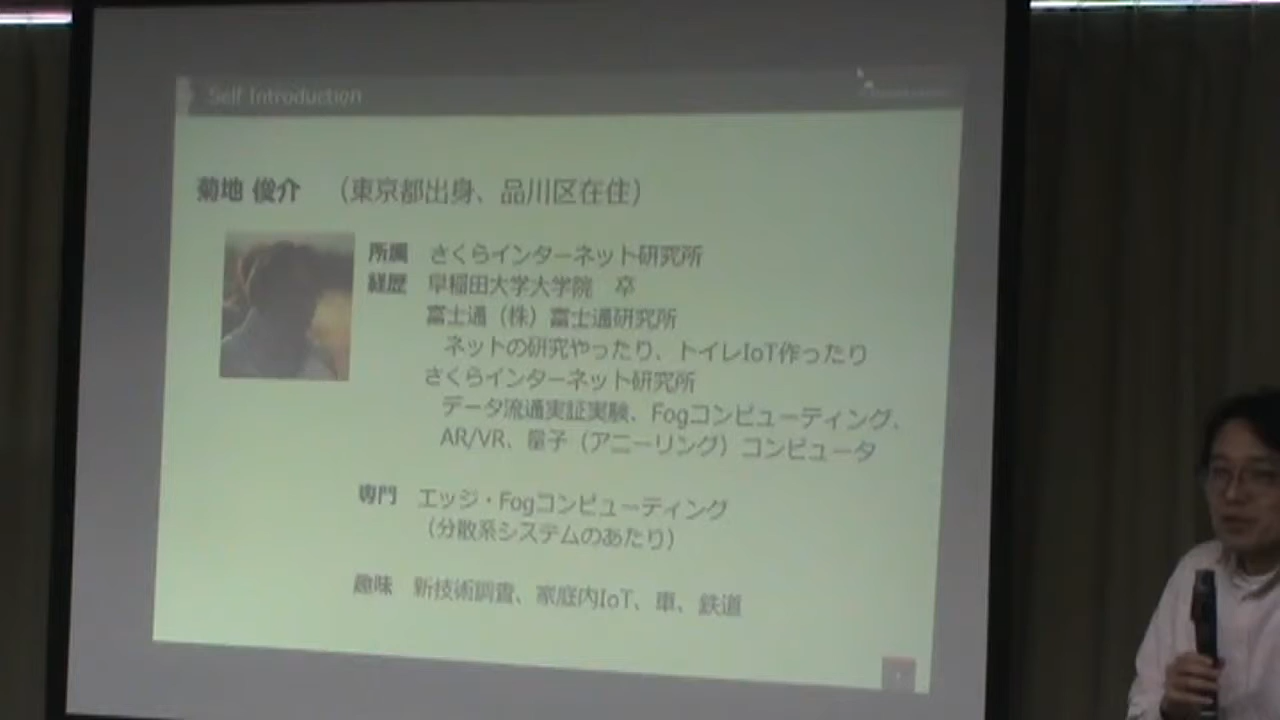 Self Introduction
菊地 俊介 （東京都出身、品川区在住）
所属 さくらインターネット研究所
経歴 早稲田大学大学院 卒
富士通（株）富士通研究所
ネットの研究やったり、トイレIoT作ったり
さくらインターネット研究所
データ流通実証実験、Fogコンピューティング、
AR/VR、量子（アニーリング）コンピュータ
専門 エッジ・Fogコンピューティング
（分散系システムのあたり）
趣味 新技術調査、家庭内IoT、車、鉄道